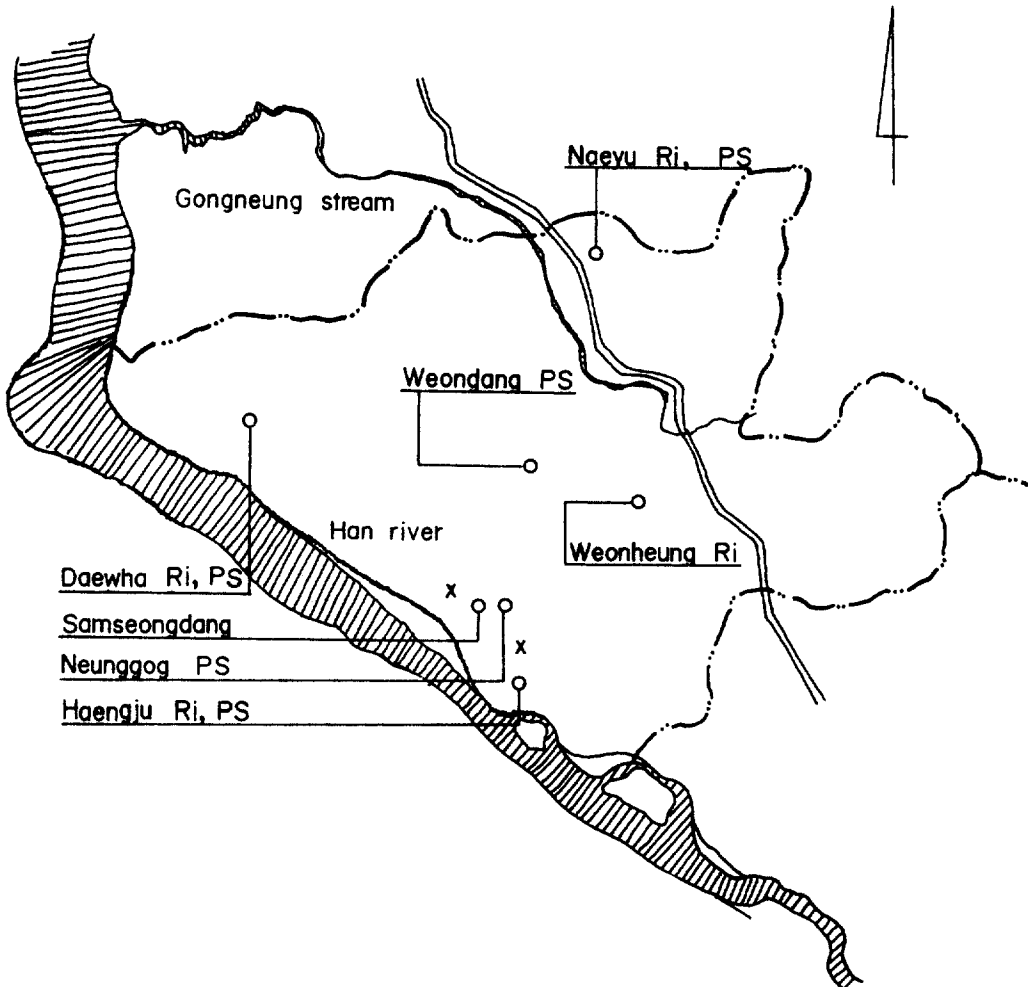 Naeyu Ri, PS
Gongneung stream
Weondang PS
Han river
Weonheung Ri
Daewha Ri, PS
x
Samseongdang
x
Neunggog PS
Haengju Ri, PS